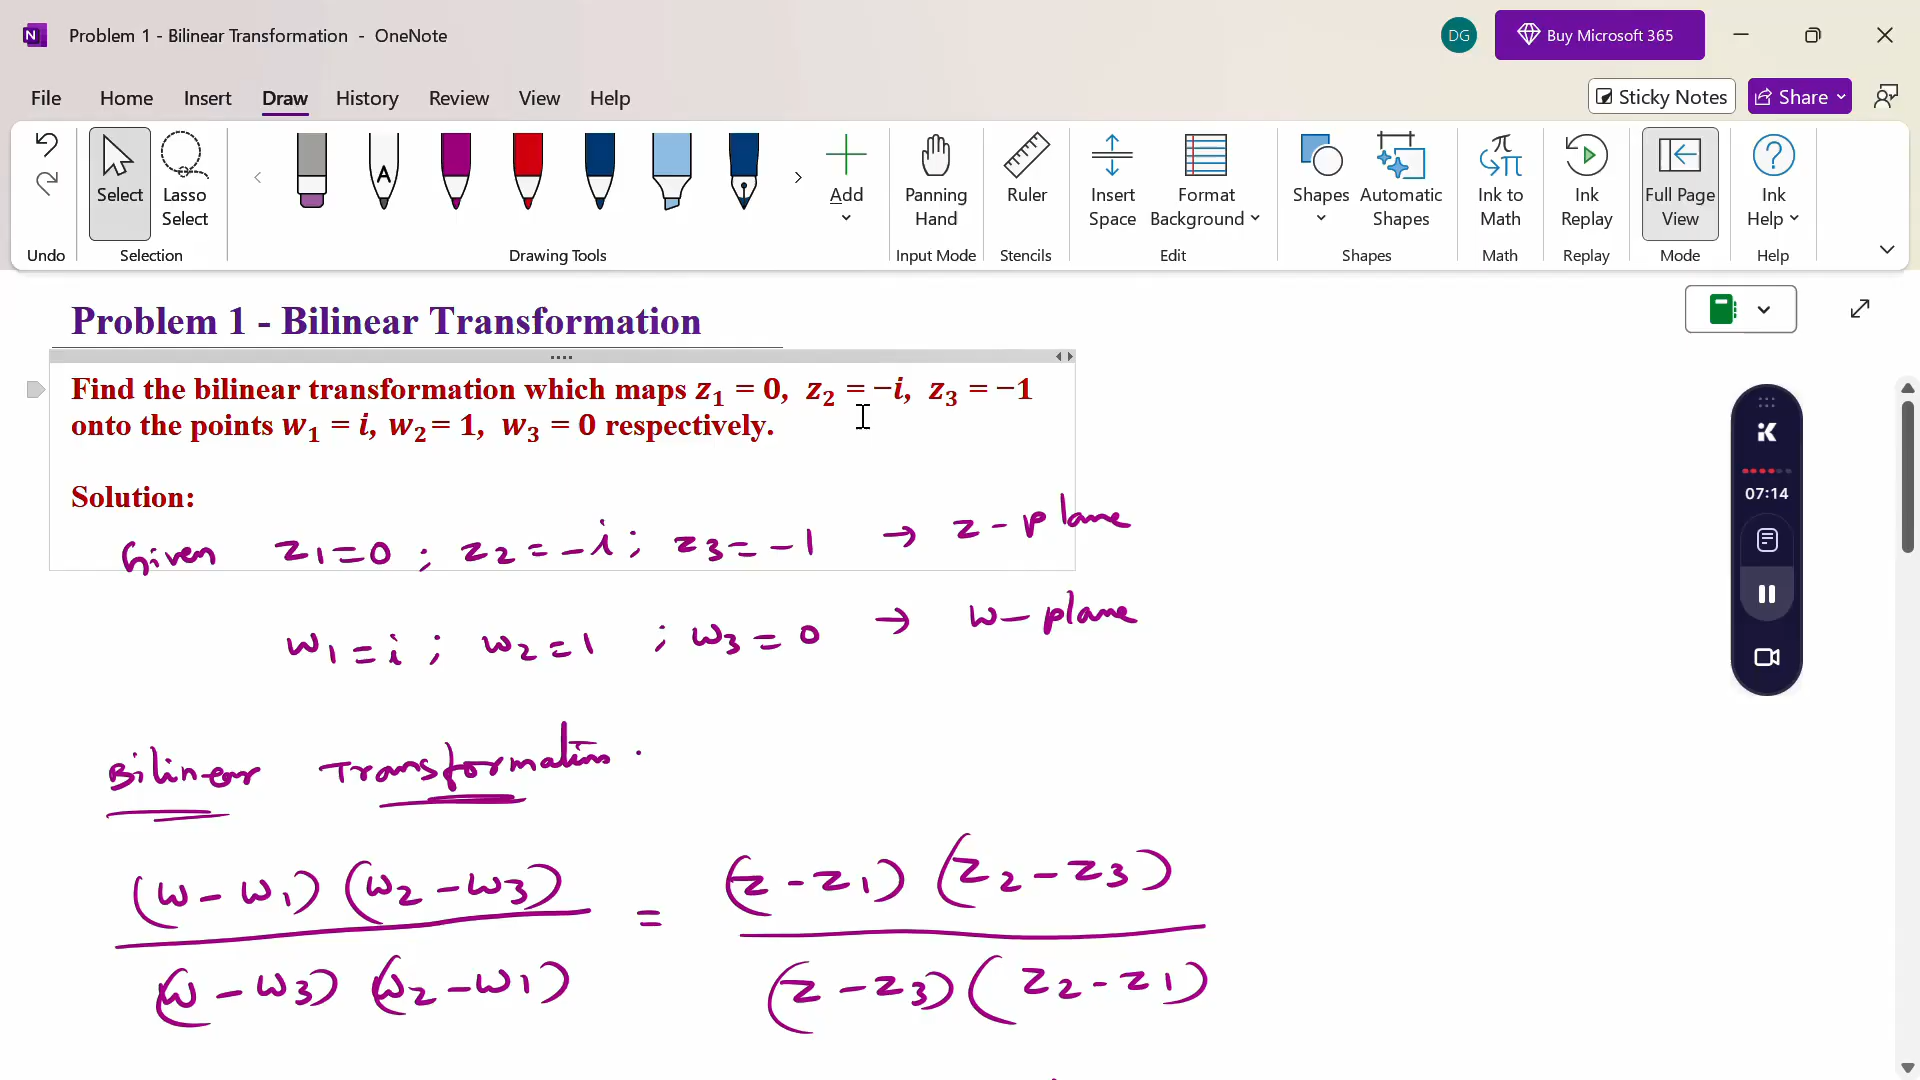 Problem 1 - Bilinear Transformation - OneNote
DG
Buy Microsoft 365
File Home Insert Draw History Review View Help
Sticky Notes
Share
Undo
Select
Lasso Select
Selection
A
Drawing Tools
Add
Panning Hand
Input Mode
Ruler
Stencils
Insert Space
Format Background
Edit
Shapes
Automatic Shapes
Shapes
Ink to Math
Math
Ink Replay
Replay
Full Page View
Mode
Ink Help
Help
Problem 1 - Bilinear Transformation
Find the bilinear transformation which maps z₁ = 0, z₂ = −i, z₃ = −1
onto the points w₁ = i, w₂ = 1, w₃ = 0 respectively.
Solution:
Given z₁=0 ; z₂=-i ; z₃=-1 → z-plane
w₁=i ; w₂=1 ; w₃=0 → w-plane
Bilinear Transformation.
(w-w₁)(w₂-w₃) / (w-w₃)(w₂-w₁) = (z-z₁)(z₂-z₃) / (z-z₃)(z₂-z₁)
07:14